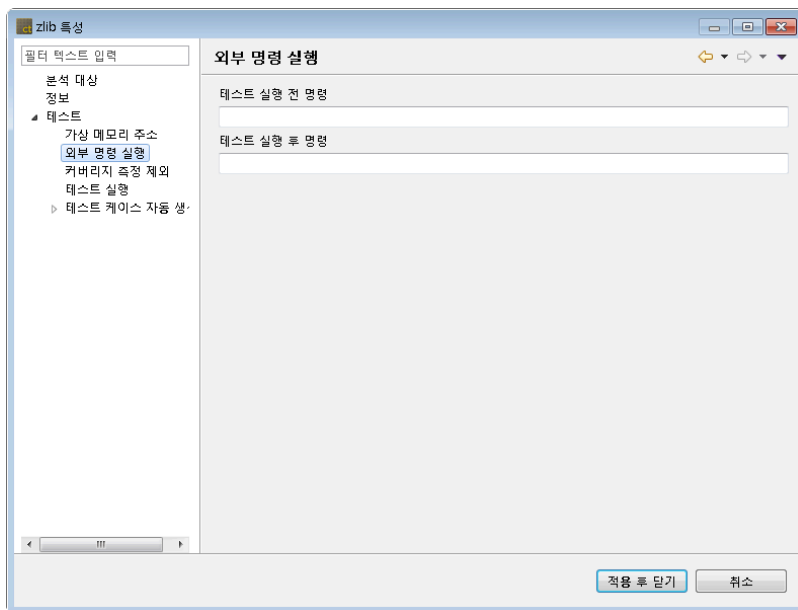 zlib 특성
필터 텍스트 입력
분석 대상
정보
테스트
가상 메모리 주소
외부 명령 실행
커버리지 측정 제외
테스트 실행
테스트 케이스 자동 생
외부 명령 실행
테스트 실행 전 명령
테스트 실행 후 명령
적용 후 닫기
취소